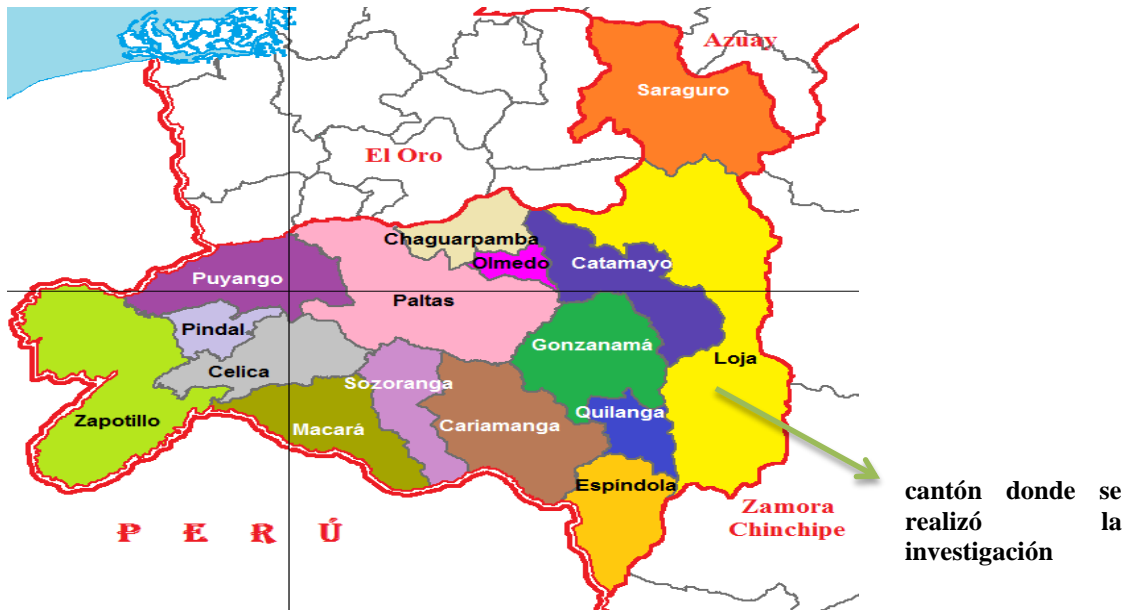 Azuay
Saraguro
El Oro
Chaguarpamba
Olmedo
Catamayo
Puyango
Paltas
Pindal
Gonzanamá
Loja
Celica
Sozoranga
Zapotillo
Macará
Cariamanga
Quilanga
Espíndola
Zamora
Chinchipe
PERÚ
cantón donde se
realizó la
investigación